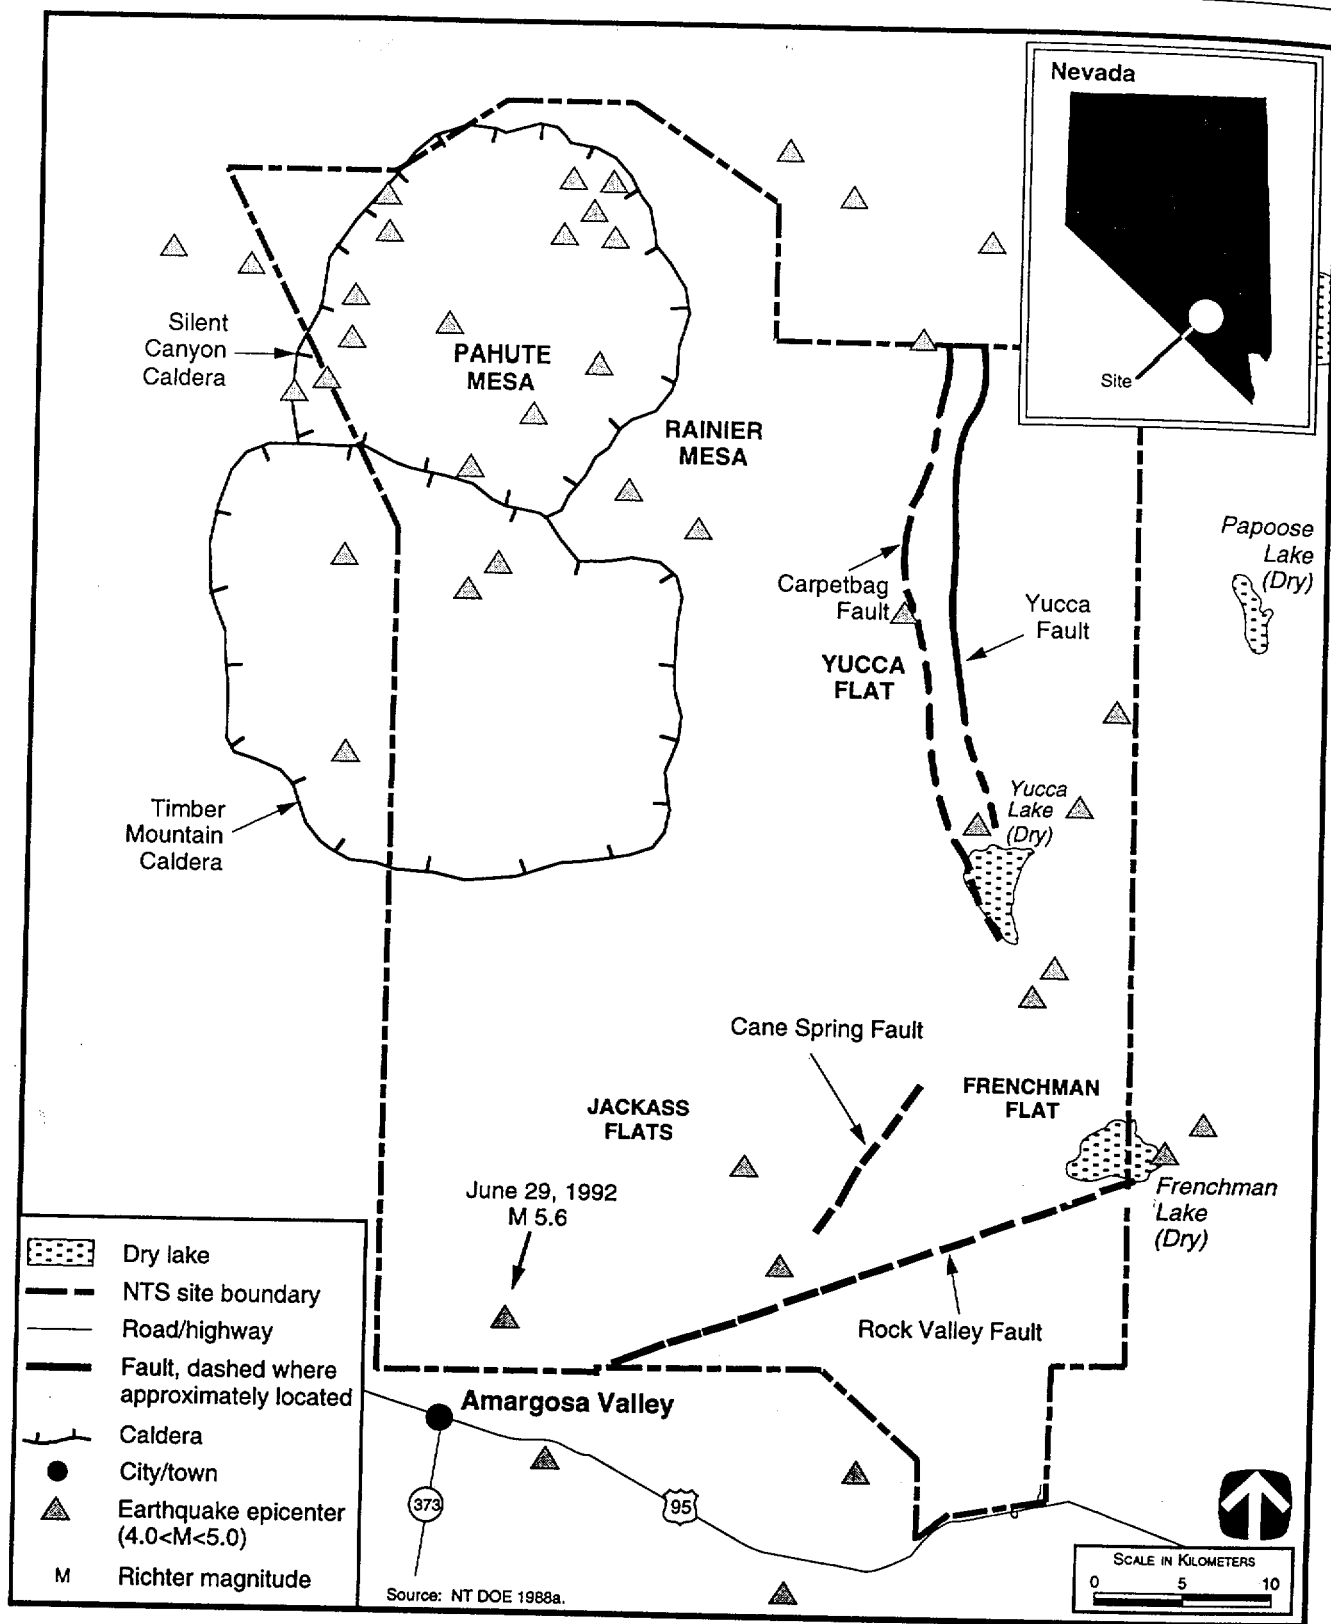 Nevada
Site
Silent
Canyon
Caldera
PAHUTE
MESA
RAINIER
MESA
Papoose
Lake
(Dry)
Carpetbag
Fault
Yucca
Fault
YUCCA
FLAT
Timber
Mountain
Caldera
Yucca
Lake
(Dry)
Cane Spring Fault
JACKASS
FLATS
FRENCHMAN
FLAT
June 29, 1992
M 5.6
Frenchman
Lake
(Dry)
Rock Valley Fault
Amargosa Valley
373
95
Dry lake
NTS site boundary
Road/highway
Fault, dashed where
approximately located
Caldera
City/town
Earthquake epicenter
(4.0<M<5.0)
M Richter magnitude
Source: NT DOE 1988a.
SCALE IN KILOMETERS
0 5 10